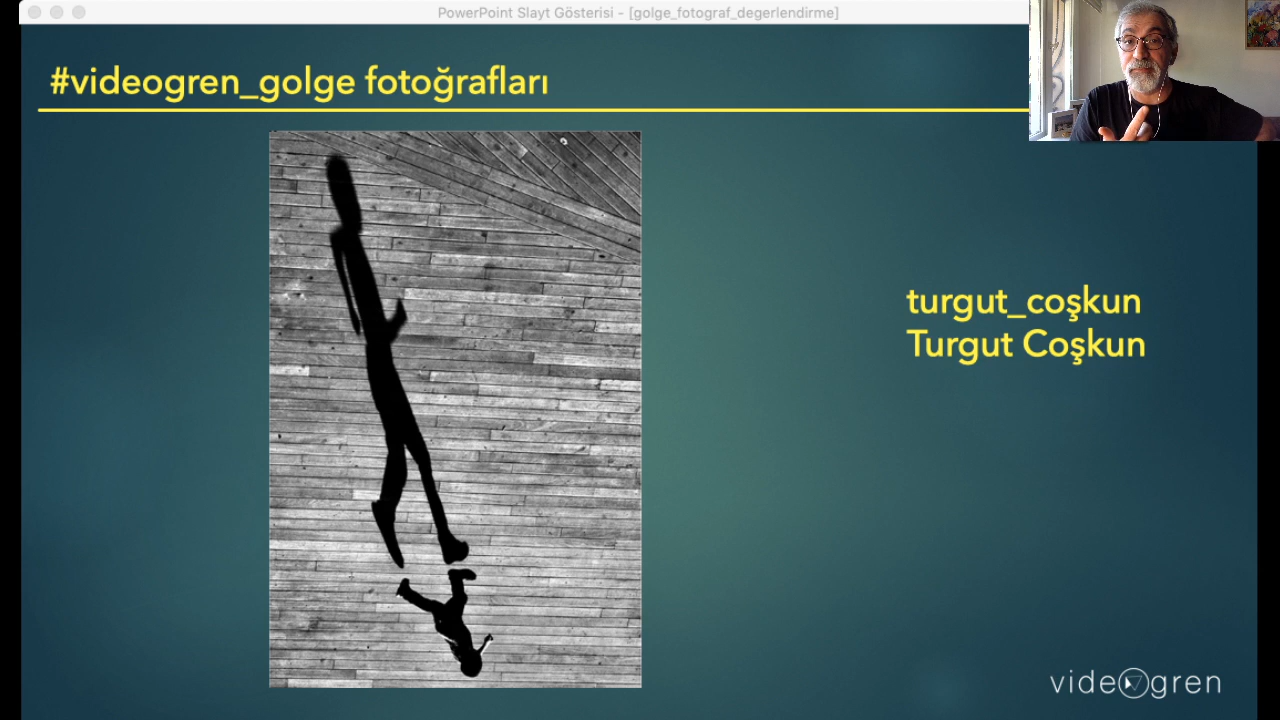 PowerPoint Slayt Gösterisi - [golge_fotograf_degerlendirme]
#videogren_golge fotoğrafları
turgut_coşkun
Turgut Coşkun
videogren